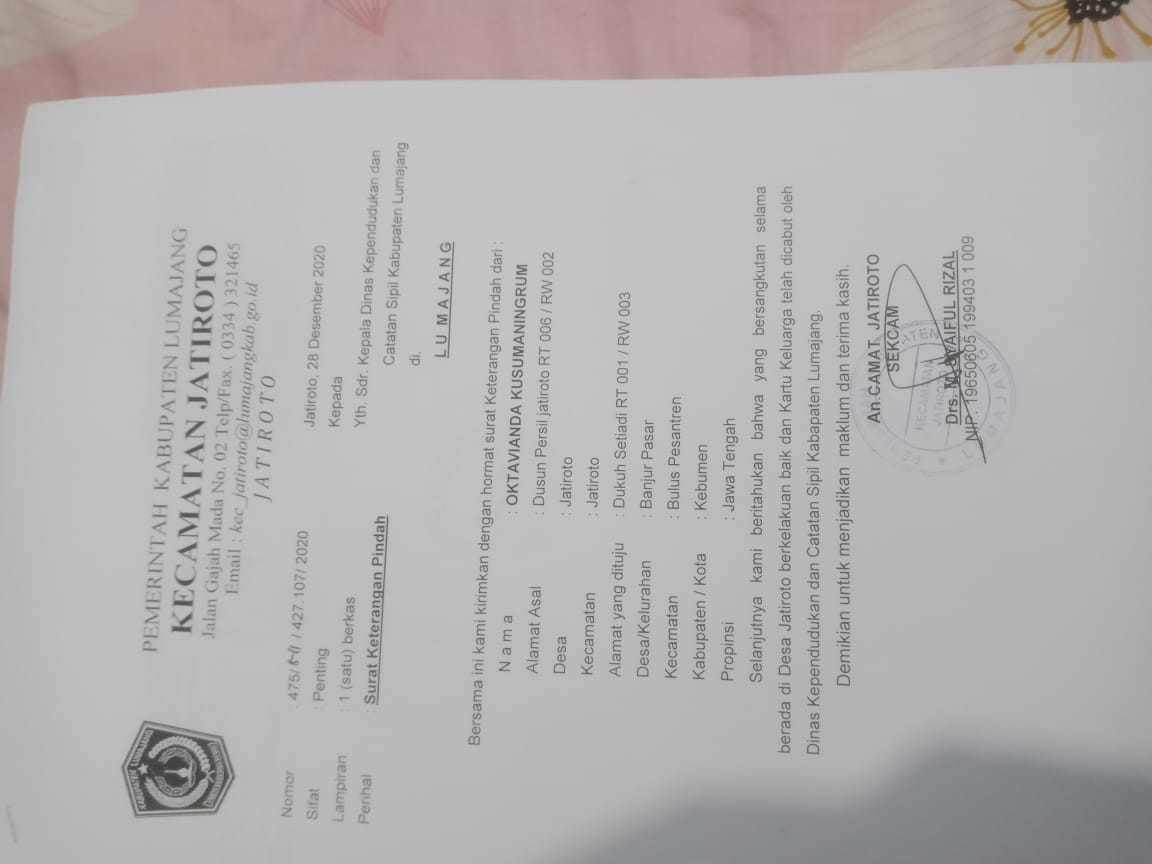 PEMERINTAH KABUPATEN LUMAJANG
KECAMATAN JATIROTO
Jalan Gajah Mada No. 02 Telp/Fax. ( 0334 ) 321465
Email : kec_jatiroto@lumajangkab.go.id
J A T I R O T O
KABUPATEN LUMAJANG
Jatiroto, 28 Desember 2020
Kepada
Yth. Sdr. Kepala Dinas Kependudukan dan
Catatan Sipil Kabupaten Lumajang
di.
L U M A J A N G
Nomor : 475/ / 427.107/ 2020
Sifat : Penting
Lampiran : 1 (satu) berkas
Perihal : Surat Keterangan Pindah
Bersama ini kami kirimkan dengan hormat surat Keterangan Pindah dari :
N a m a : OKTAVIANDA KUSUMANINGRUM
Alamat Asal : Dusun Persil jatiroto RT 006 / RW 002
Desa : Jatiroto
Kecamatan : Jatiroto
Alamat yang dituju : Dukuh Setiadi RT 001 / RW 003
Desa/Kelurahan : Banjur Pasar
Kecamatan : Bulus Pesantren
Kabupaten / Kota : Kebumen
Propinsi : Jawa Tengah
Selanjutnya kami beritahukan bahwa yang bersangkutan selama
berada di Desa Jatiroto berkelakuan baik dan Kartu Keluarga telah dicabut oleh
Dinas Kependudukan dan Catatan Sipil Kabapaten Lumajang.
Demikian untuk menjadikan maklum dan terima kasih.
An.CAMAT JATIROTO
SEKCAM
KECAMATAN
JATIROTO
LUMAJANG
Drs. M. SYAIFUL RIZAL
NIP. 19650605 199403 1 009